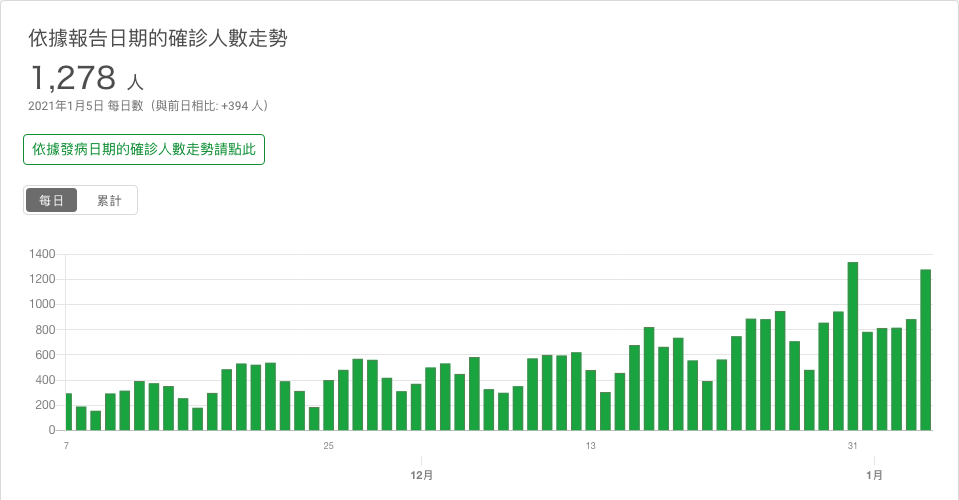 依據報告日期的確診人數走勢
1,278 人
2021年1月5日 每日數（與前日相比: +394 人）
依據發病日期的確診人數走勢請點此
每日 累計
1400
1200
1000
800
600
400
200
0
7 25 13 31
12月 1月